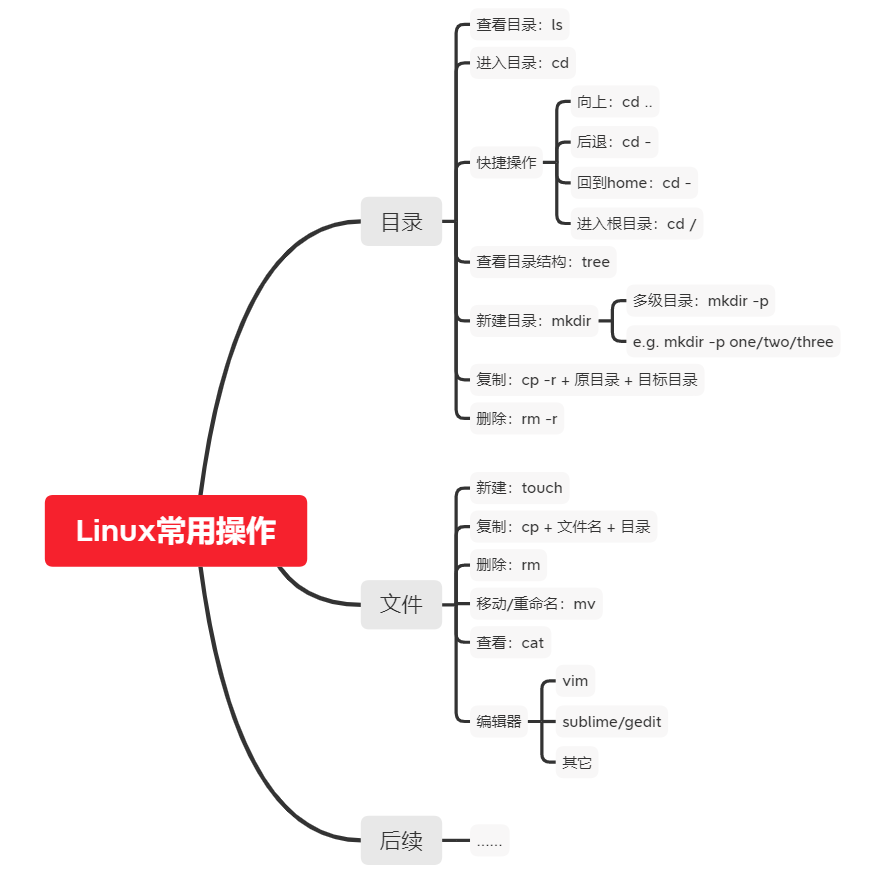 Linux常用操作
目录
查看目录：ls
进入目录：cd
快捷操作
向上：cd ..
后退：cd -
回到home：cd -
进入根目录：cd /
查看目录结构：tree
新建目录：mkdir
多级目录：mkdir -p
e.g. mkdir -p one/two/three
复制：cp -r + 原目录 + 目标目录
删除：rm -r
文件
新建：touch
复制：cp + 文件名 + 目录
删除：rm
移动/重命名：mv
查看：cat
编辑器
vim
sublime/gedit
其它
后续
......